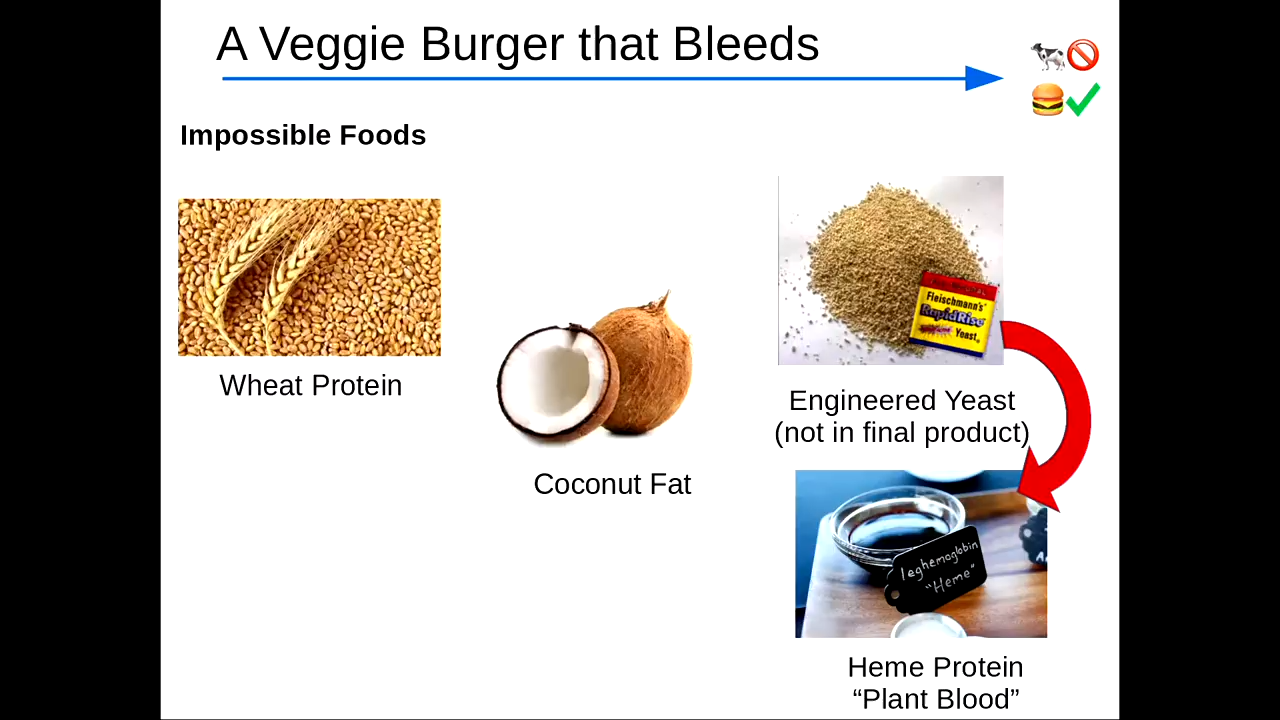 A Veggie Burger that Bleeds
Impossible Foods
Wheat Protein
Coconut Fat
Fleischmann's
RapidRise
Yeast
Engineered Yeast
(not in final product)
leghemoglobin
"Heme"
Heme Protein
“Plant Blood”